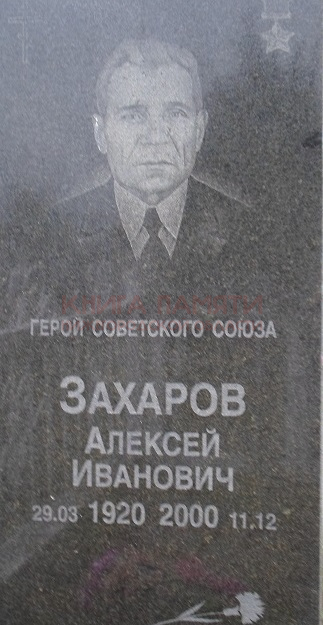 ГЕРОЙ СОВЕТСКОГО СОЮЗА
ЗАХАРОВ
АЛЕКСЕЙ
ИВАНОВИЧ
29.03 1920 2000 11.12